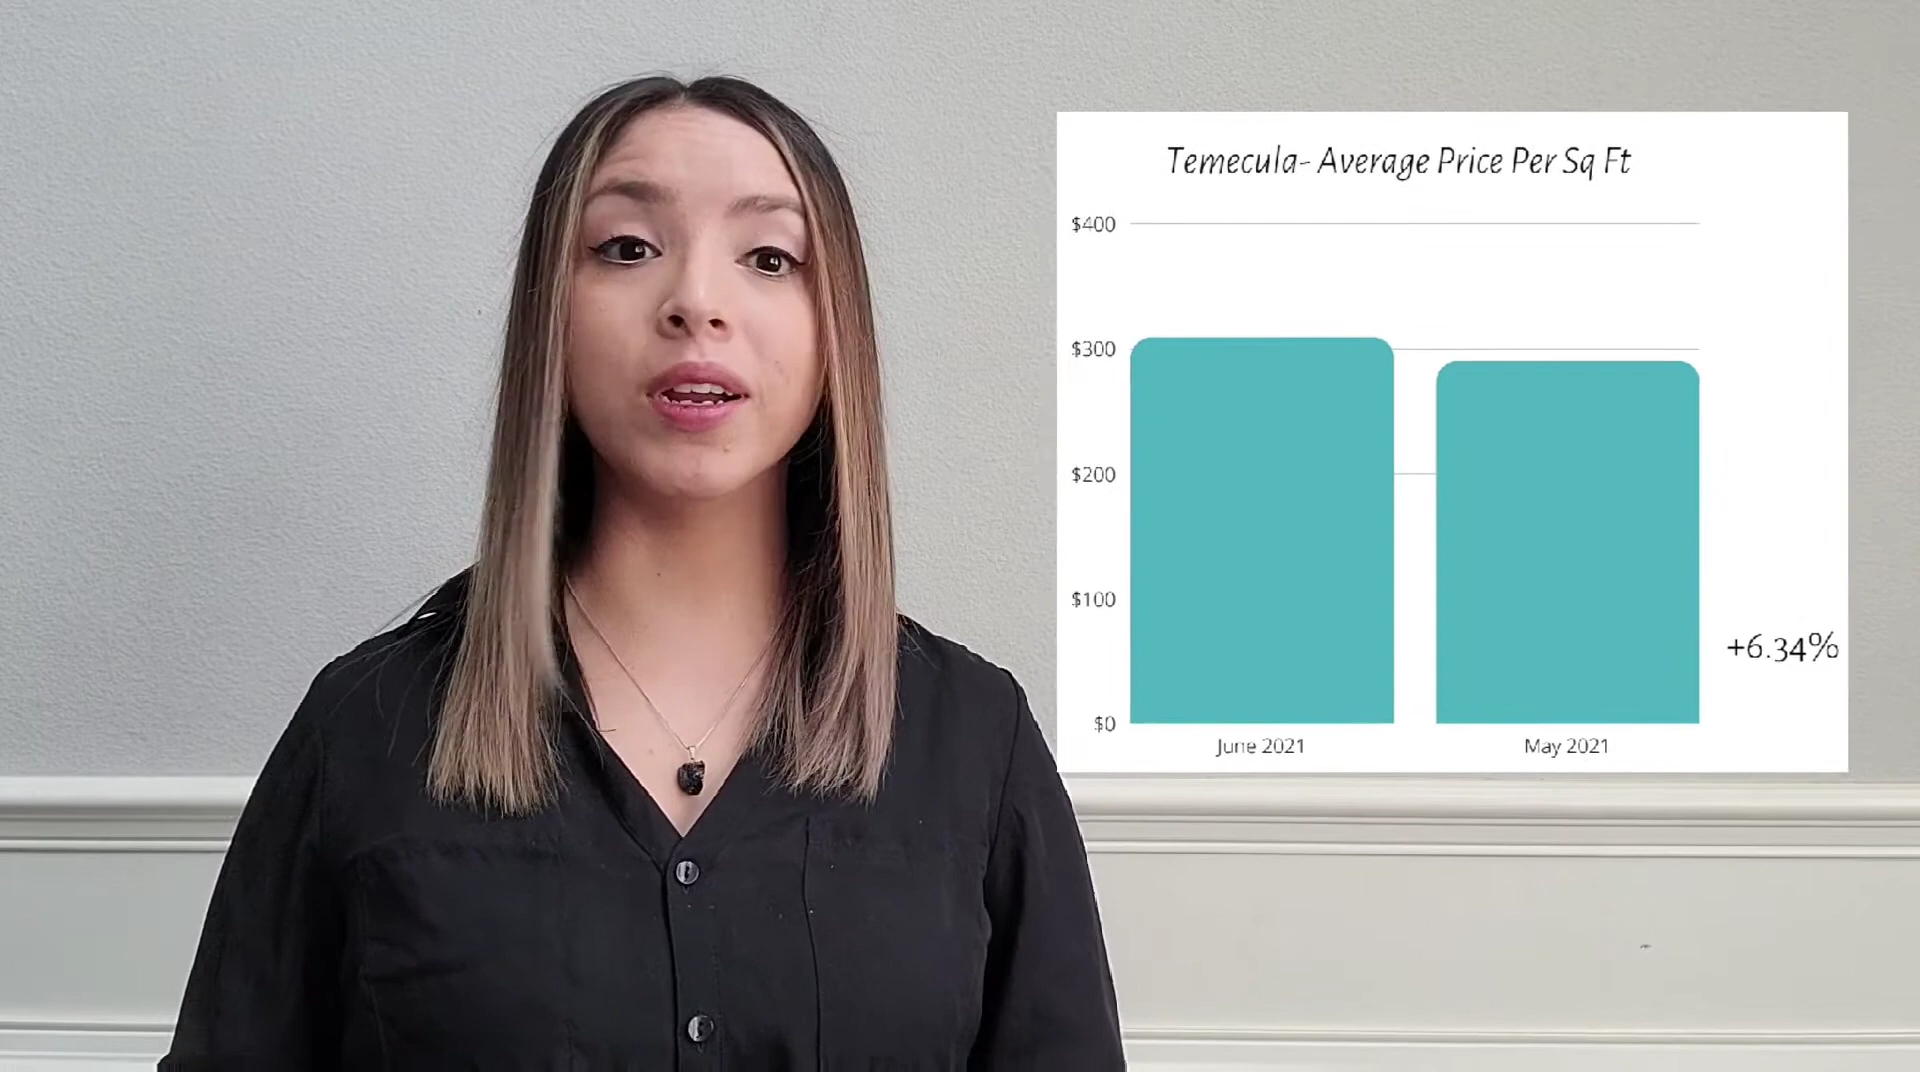 Temecula- Average Price Per Sq Ft
$400
$300
$200
$100
$0
June 2021
May 2021
+6.34%